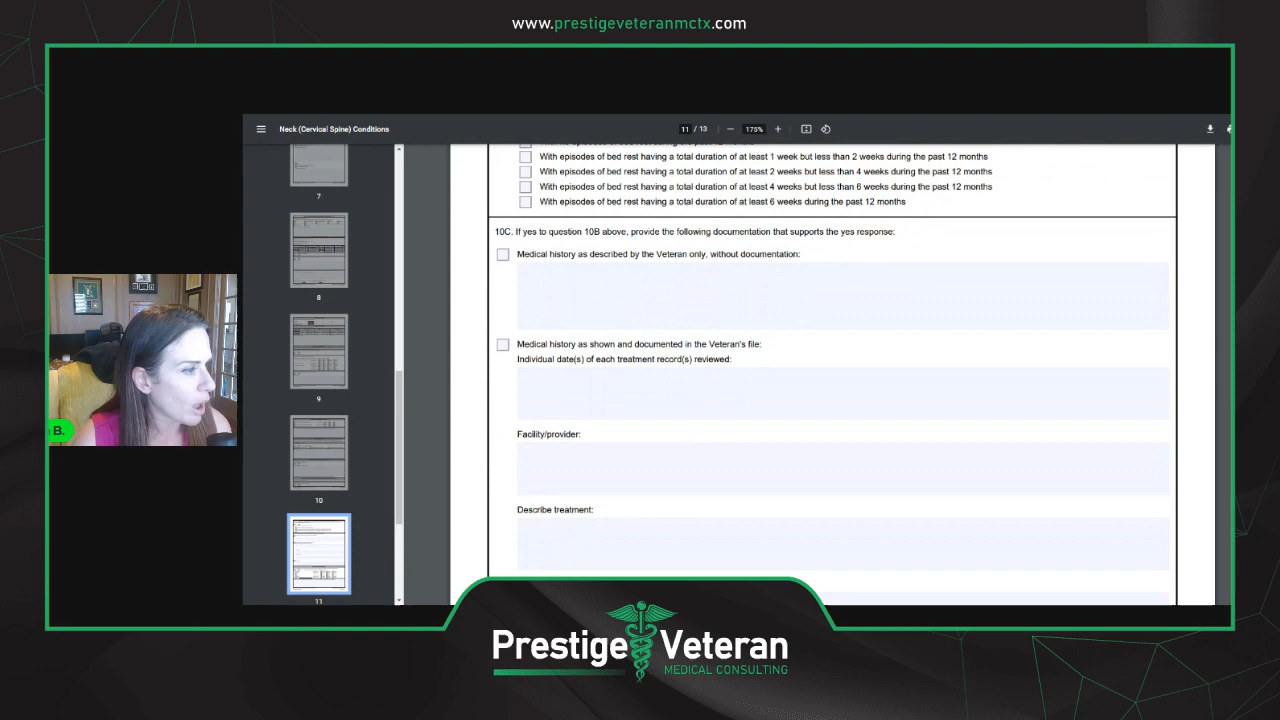 www.prestigeveteranmctx.com
Neck (Cervical Spine) Conditions
11 / 13
175%
With episodes of bed rest having a total duration of at least 1 week but less than 2 weeks during the past 12 months
With episodes of bed rest having a total duration of at least 2 weeks but less than 4 weeks during the past 12 months
With episodes of bed rest having a total duration of at least 4 weeks but less than 6 weeks during the past 12 months
With episodes of bed rest having a total duration of at least 6 weeks during the past 12 months
10C. If yes to question 10B above, provide the following documentation that supports the yes response:
Medical history as described by the Veteran only, without documentation:
Medical history as shown and documented in the Veteran's file:
Individual date(s) of each treatment record(s) reviewed:
Facility/provider:
Describe treatment:
7
8
9
10
11
B.
Prestige Veteran
MEDICAL CONSULTING